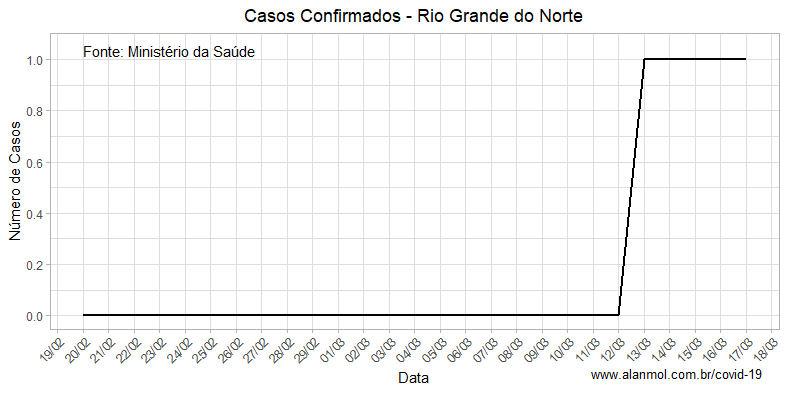 Casos Confirmados - Rio Grande do Norte
Fonte: Ministério da Saúde
Número de Casos
1.0
0.8
0.6
0.4
0.2
0.0
19/02 20/02 21/02 22/02 23/02 24/02 25/02 26/02 27/02 28/02 29/02 01/03 02/03 03/03 04/03 05/03 06/03 07/03 08/03 09/03 10/03 11/03 12/03 13/03 14/03 15/03 16/03 17/03 18/03
Data
www.alanmol.com.br/covid-19